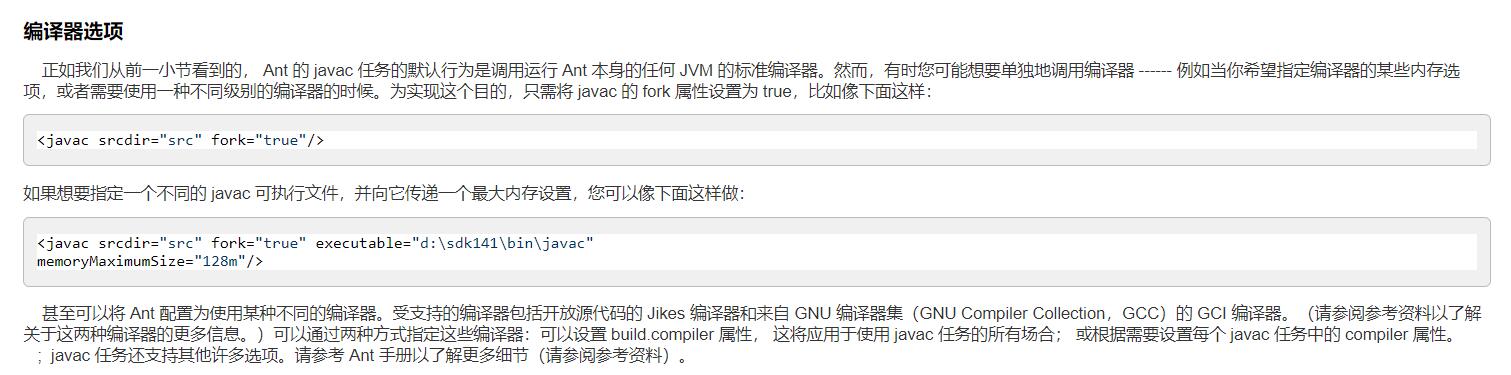 编译器选项
正如我们从前一小节看到的， Ant 的 javac 任务的默认行为是调用运行 Ant 本身的任何 JVM 的标准编译器。然而，有时您可能想要单独地调用编译器 ------ 例如当你希望指定编译器的某些内存选
项，或者需要使用一种不同级别的编译器的时候。为实现这个目的，只需将 javac 的 fork 属性设置为 true，比如像下面这样：
<javac srcdir="src" fork="true"/>
如果想要指定一个不同的 javac 可执行文件，并向它传递一个最大内存设置，您可以像下面这样做：
<javac srcdir="src" fork="true" executable="d:\sdk141\bin\javac"
memoryMaximumSize="128m"/>
甚至可以将 Ant 配置为使用某种不同的编译器。受支持的编译器包括开放源代码的 Jikes 编译器和来自 GNU 编译器集（GNU Compiler Collection，GCC）的 GCI 编译器。（请参阅参考资料以了解
关于这两种编译器的更多信息。）可以通过两种方式指定这些编译器：可以设置 build.compiler 属性， 这将应用于使用 javac 任务的所有场合； 或根据需要设置每个 javac 任务中的 compiler 属性。
；javac 任务还支持其他许多选项。请参考 Ant 手册以了解更多细节（请参阅参考资料）。